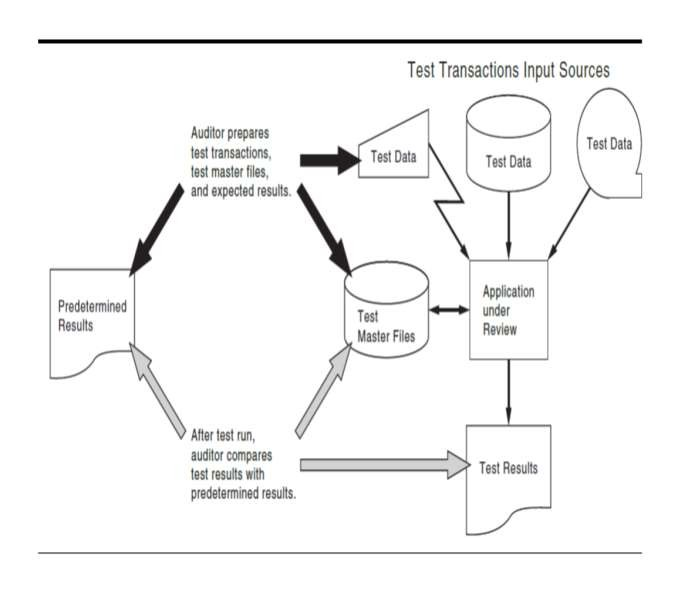 Test Transactions Input Sources
Auditor prepares
test transactions,
test master files,
and expected results.
Test Data
Test Data
Test Data
Predetermined
Results
Test
Master Files
Application
under
Review
After test run,
auditor compares
test results with
predetermined results.
Test Results